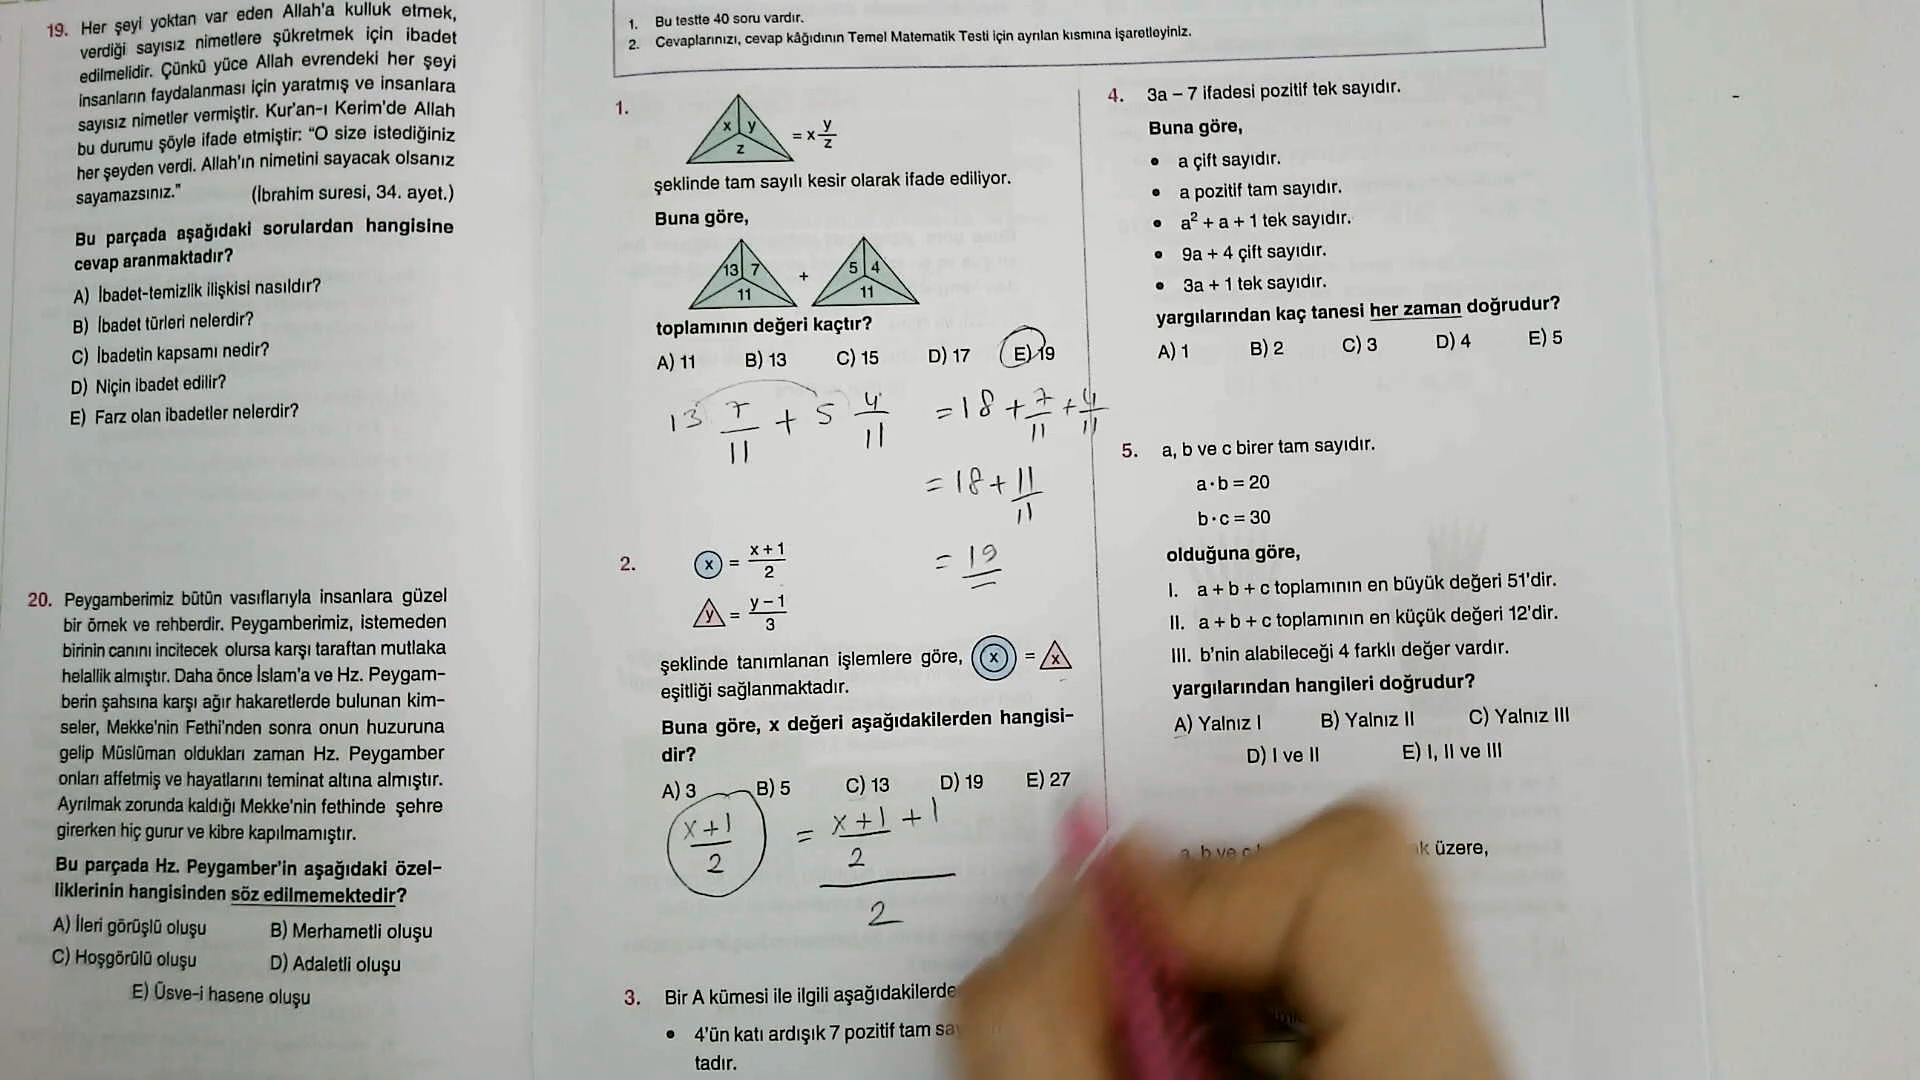 19. Her şeyi yoktan var eden Allah'a kulluk etmek,
verdiği sayısız nimetlere şükretmek için ibadet
edilmelidir. Çünkü yüce Allah evrendeki her şeyi
insanların faydalanması için yaratmış ve insanlara
sayısız nimetler vermiştir. Kur'an-ı Kerim'de Allah
bu durumu şöyle ifade etmiştir: “O size istediğiniz
her şeyden verdi. Allah'ın nimetini sayacak olsanız
sayamazsınız.” (İbrahim suresi, 34. ayet.)
Bu parçada aşağıdaki sorulardan hangisine
cevap aranmaktadır?
A) İbadet-temizlik ilişkisi nasıldır?
B) İbadet türleri nelerdir?
C) İbadetin kapsamı nedir?
D) Niçin ibadet edilir?
E) Farz olan ibadetler nelerdir?
20. Peygamberimiz bütün vasıflarıyla insanlara güzel
bir örnek ve rehberdir. Peygamberimiz, istemeden
birinin canını incitecek olursa karşı taraftan mutlaka
helallik almıştır. Daha önce İslam'a ve Hz. Peygam-
berin şahsına karşı ağır hakaretlerde bulunan kim-
seler, Mekke'nin Fethi'nden sonra onun huzuruna
gelip Müslüman oldukları zaman Hz. Peygamber
onları affetmiş ve hayatlarını teminat altına almıştır.
Ayrılmak zorunda kaldığı Mekke'nin fethinde şehre
girerken hiç gurur ve kibre kapılmamıştır.
Bu parçada Hz. Peygamber'in aşağıdaki özel-
liklerinin hangisinden söz edilmemektedir?
A) İleri görüşlü oluşu B) Merhametli oluşu
C) Hoşgörülü oluşu D) Adaletli oluşu
E) Üsve-i hasene oluşu
1. Bu testte 40 soru vardır.
2. Cevaplarınızı, cevap kâğıdının Temel Matematik Testi için ayrılan kısmına işaretleyiniz.
1. x y z = x y/z
şeklinde tam sayılı kesir olarak ifade ediliyor.
Buna göre,
13 7 11 + 5 4 11
toplamının değeri kaçtır?
A) 11 B) 13 C) 15 D) 17 E) 19
13 7/11 + 5 4/11 = 18 + 7/11 + 4/11
= 18 + 11/11
= 19
2. x = x+1/2
y = y-1/3
şeklinde tanımlanan işlemlere göre, x = x
eşitliği sağlanmaktadır.
Buna göre, x değeri aşağıdakilerden hangisi-
dir?
A) 3 B) 5 C) 13 D) 19 E) 27
x+1/2 = x+1/2 + 1
2
3. Bir A kümesi ile ilgili
• 4'ün katı ardışık 7 pozitif tam
tadır.
4. 3a – 7 ifadesi pozitif tek sayıdır.
Buna göre,
• a çift sayıdır.
• a pozitif tam sayıdır.
• a² + a + 1 tek sayıdır.
• 9a + 4 çift sayıdır.
• 3a + 1 tek sayıdır.
yargılarından kaç tanesi her zaman doğrudur?
A) 1 B) 2 C) 3 D) 4 E) 5
5. a, b ve c birer tam sayıdır.
a·b = 20
b·c = 30
olduğuna göre,
I. a + b + c toplamının en büyük değeri 51'dir.
II. a + b + c toplamının en küçük değeri 12'dir.
III. b'nin alabileceği 4 farklı değer vardır.
yargılarından hangileri doğrudur?
A) Yalnız I B) Yalnız II C) Yalnız III
D) I ve II E) I, II ve III
üzere,